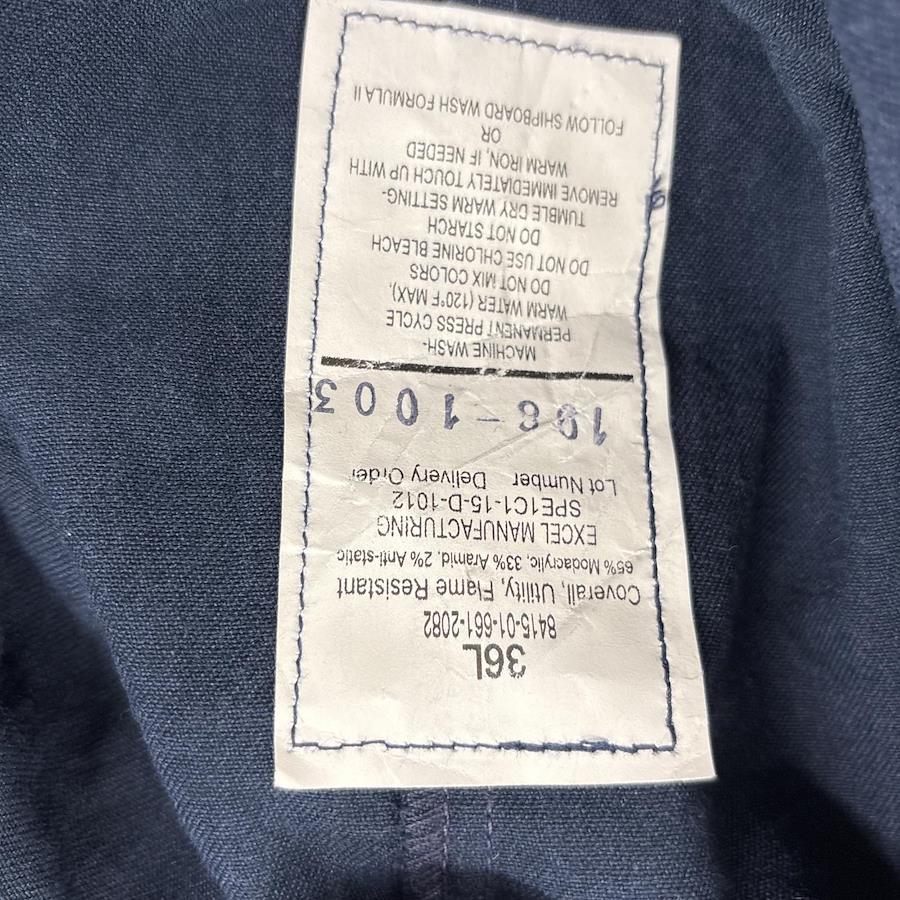 36L
8415-01-661-2082
Coverall, Utility, Flame Resistant
65% Modacrylic, 33% Aramid, 2% Anti-static
EXCEL MANUFACTURING
SPE1C1-15-D-1012
Lot Number Delivery Order
196-1003
MACHINE WASH-
PERMANENT PRESS CYCLE
WARM WATER (120°F MAX),
DO NOT MIX COLORS
DO NOT USE CHLORINE BLEACH
DO NOT STARCH
TUMBLE DRY WARM SETTING-
REMOVE IMMEDIATELY TOUCH UP WITH
WARM IRON, IF NEEDED
OR
FOLLOW SHIPBOARD WASH FORMULA II